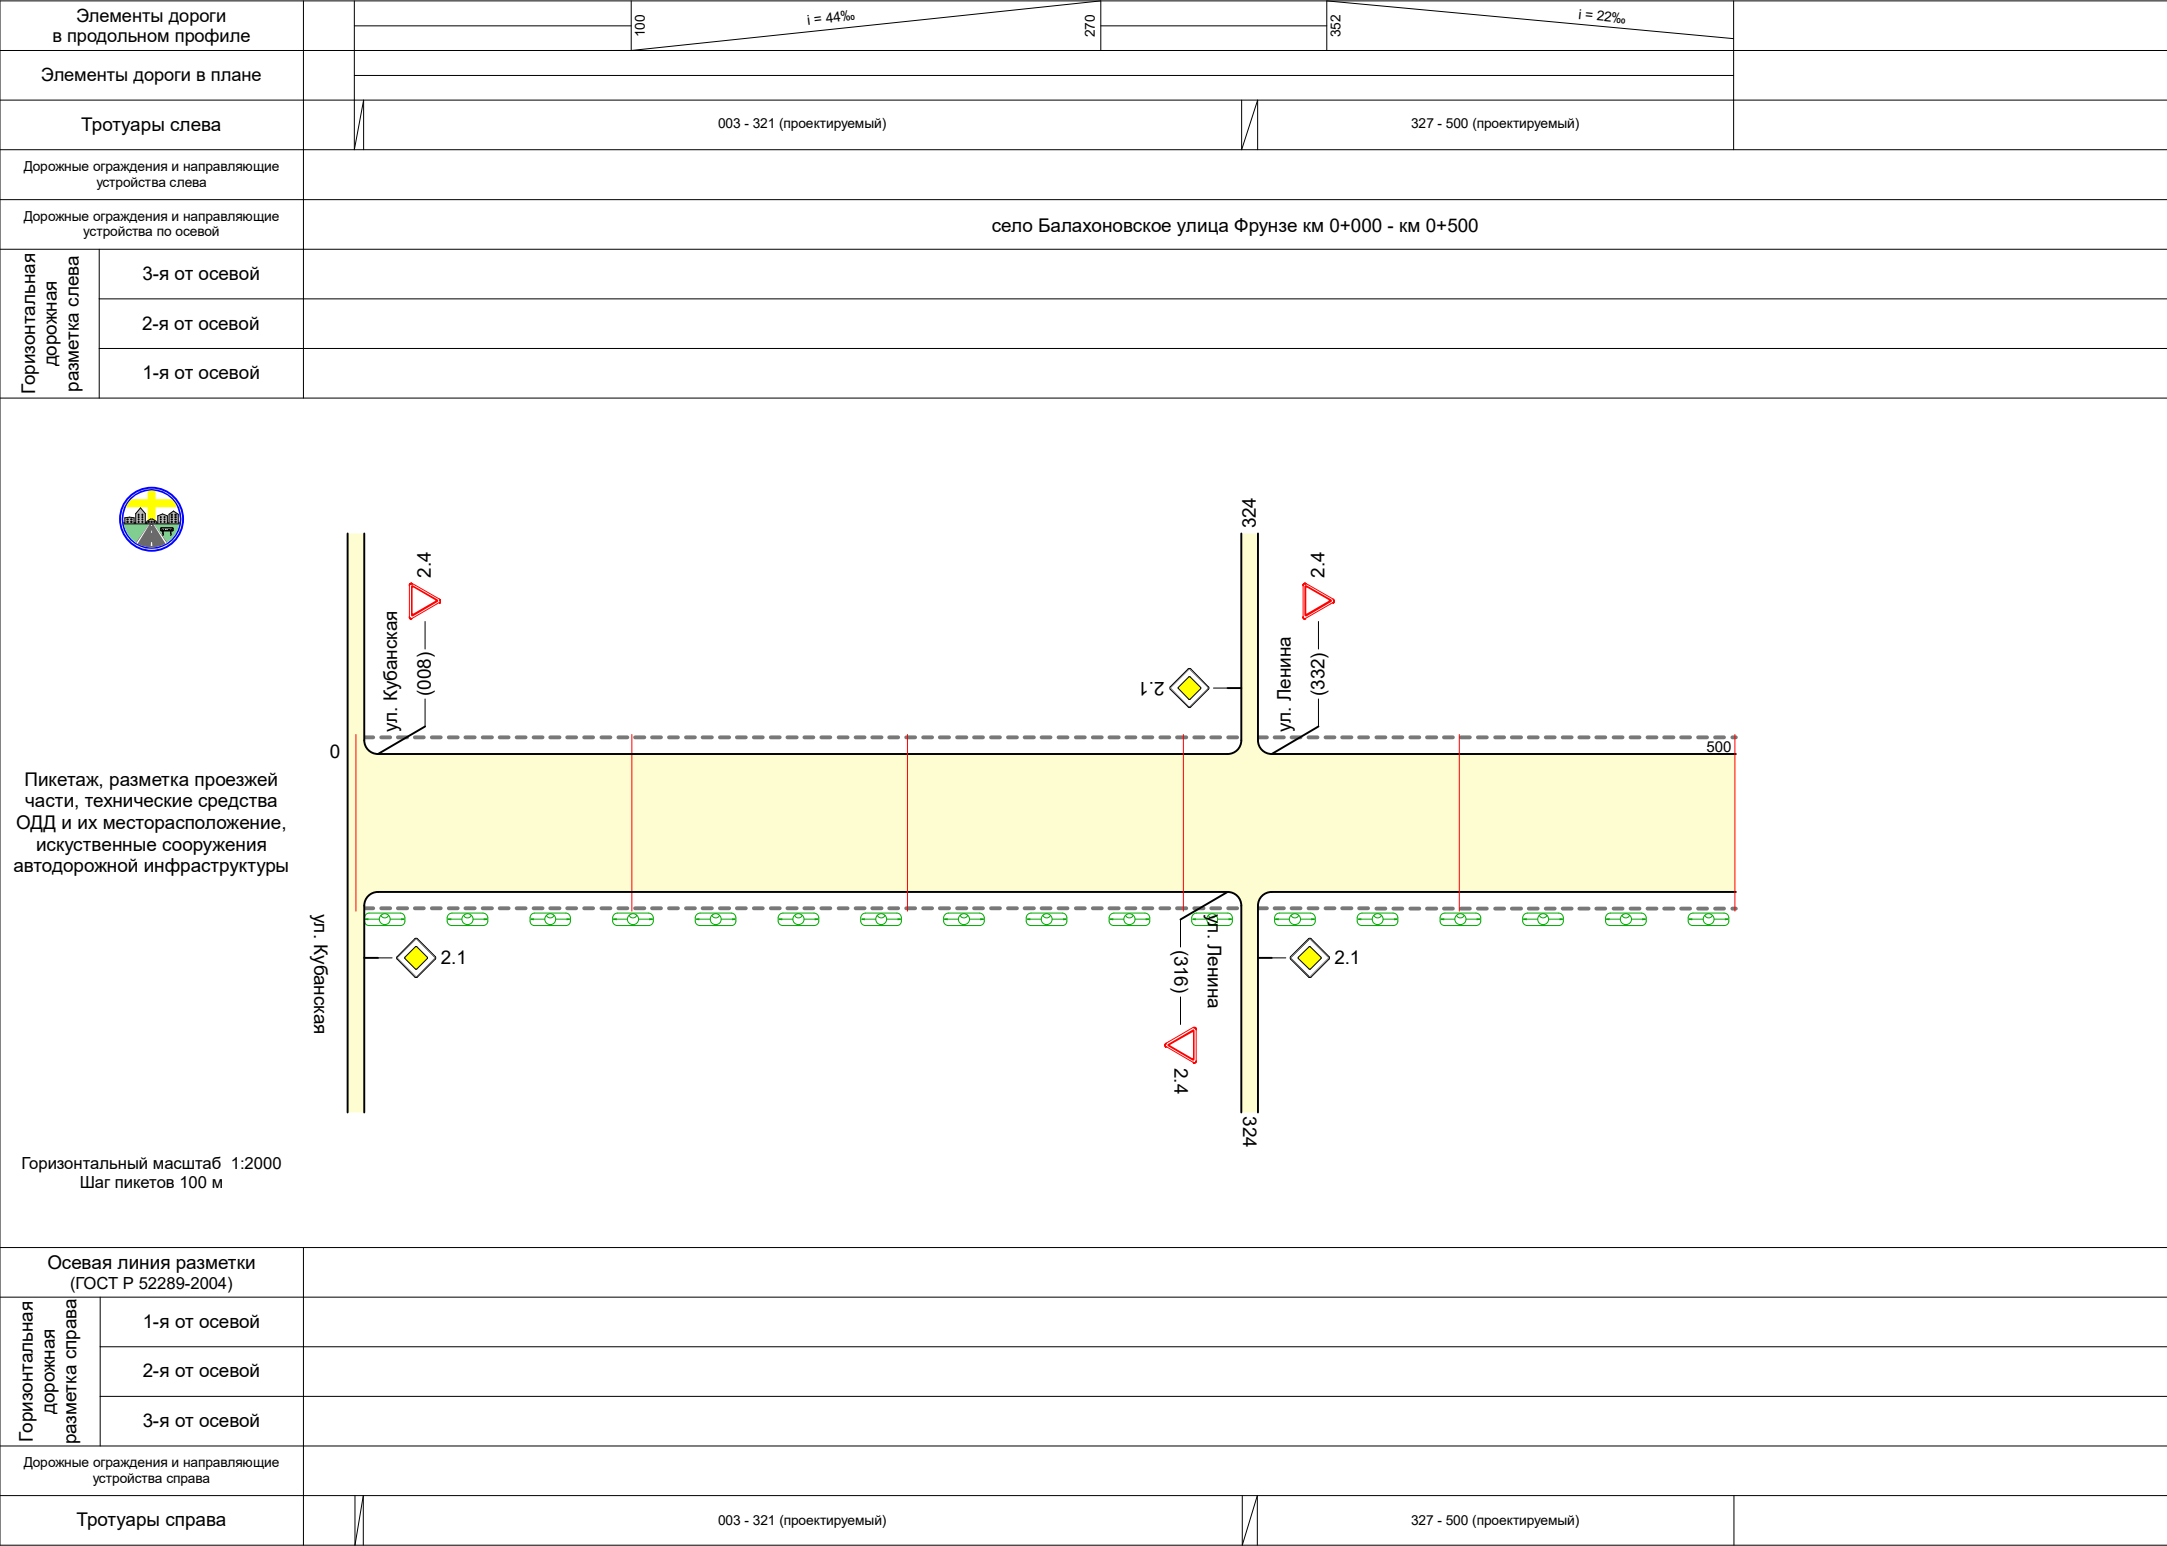 Элементы дороги
в продольном профиле
100
i = 44‰
270
352
i = 22‰
Элементы дороги в плане
Тротуары слева
003 - 321 (проектируемый)
327 - 500 (проектируемый)
Дорожные ограждения и направляющие
устройства слева
Дорожные ограждения и направляющие
устройства по осевой
село Балахоновское улица Фрунзе км 0+000 - км 0+500
Горизонтальная
дорожная
разметка слева
3-я от осевой
2-я от осевой
1-я от осевой
324
2.4
2.4
ул. Кубанская
(008)
2.1
ул. Ленина
(332)
0
500
Пикетаж, разметка проезжей
части, технические средства
ОДД и их месторасположение,
искуственные сооружения
автодорожной инфраструктуры
ул. Кубанская
2.1
(316)
ул. Ленина
2.1
2.4
324
Горизонтальный масштаб 1:2000
Шаг пикетов 100 м
Осевая линия разметки
(ГОСТ Р 52289-2004)
Горизонтальная
дорожная
разметка справа
1-я от осевой
2-я от осевой
3-я от осевой
Дорожные ограждения и направляющие
устройства справа
Тротуары справа
003 - 321 (проектируемый)
327 - 500 (проектируемый)